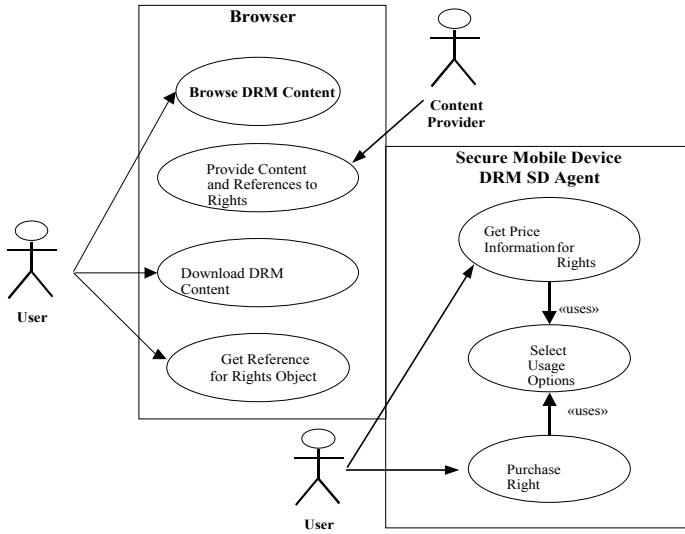 Browser
Browse DRM Content
Content
Provider
Provide Content
and References to
Rights
Secure Mobile Device
DRM SD Agent
Get Price
Information for
Rights
User
Download DRM
Content
«uses»
Get Reference
for Rights Object
Select
Usage
Options
«uses»
Purchase
Right
User